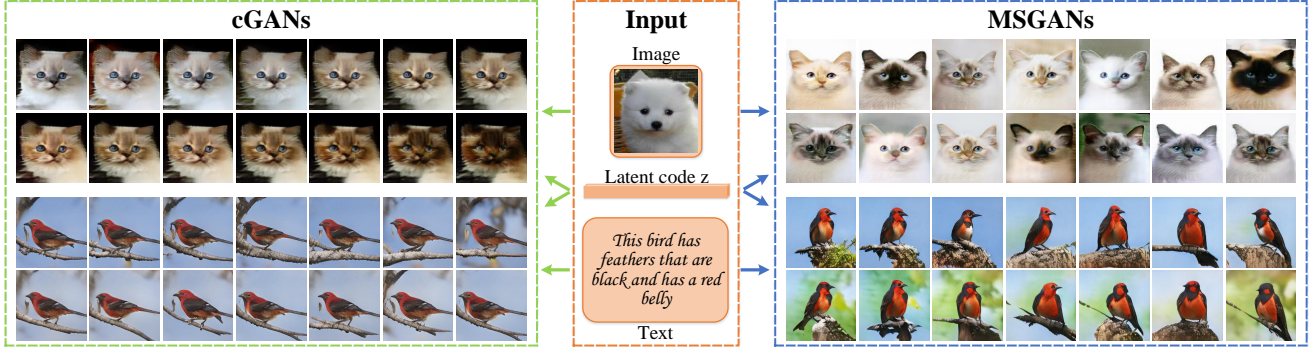 cGANs
Input
MSGANs
Image
Latent code z
This bird has
feathers that are
black and has a red
belly
Text